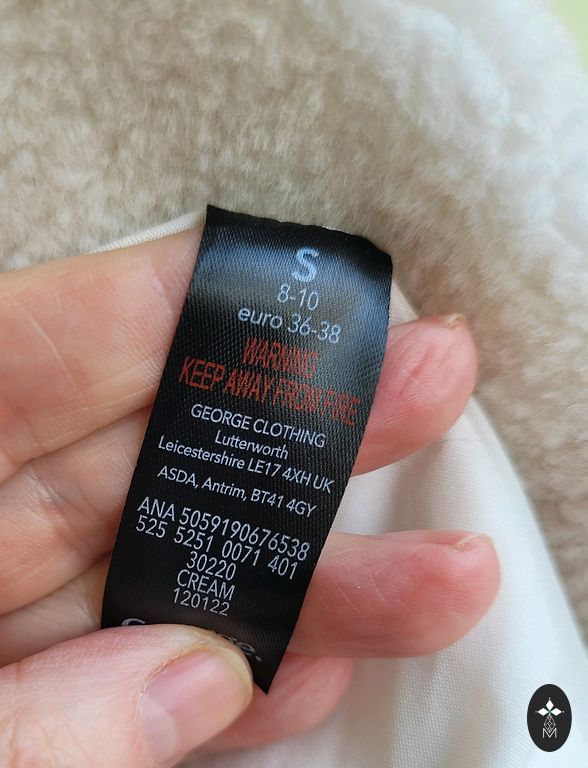 S
8-10
euro 36-38
WARNING
KEEP AWAY FROM FIRE
GEORGE CLOTHING
Lutterworth
Leicestershire LE17 4XH UK
ASDA, Antrim, BT41 4GY
ANA 5059190676538
525 5251 0071 401
30220
CREAM
120122
M